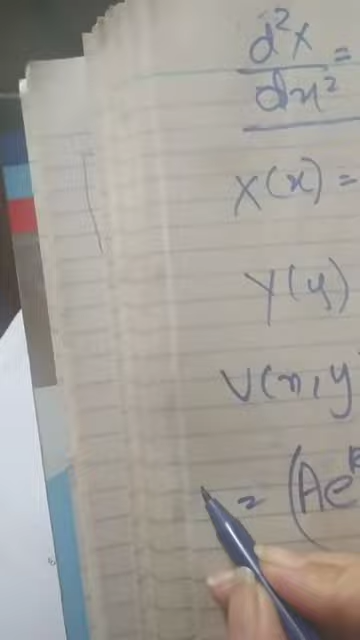 d²X/dx² =
X(x) =
Y(y)
V(x,y
= (Ae^k